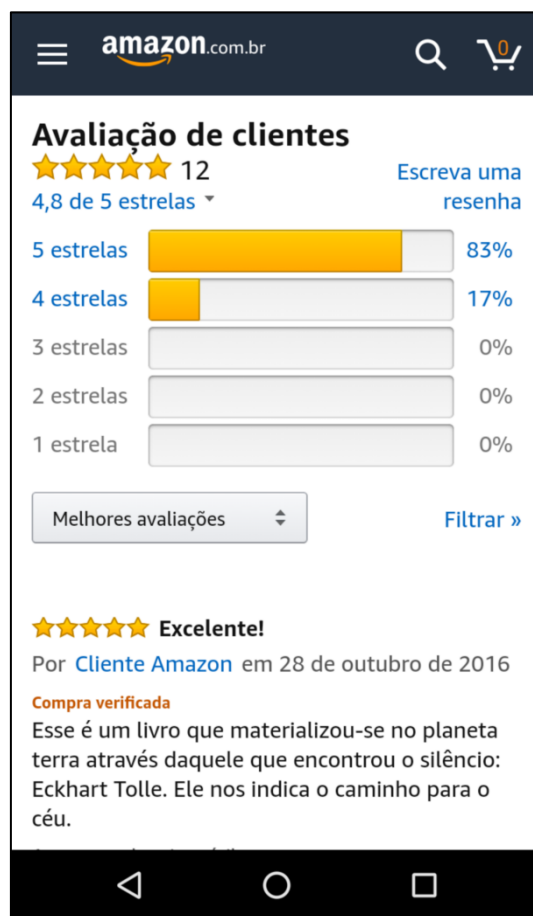 amazon.com.br
0
Avaliação de clientes
12
Escreva uma
resenha
4,8 de 5 estrelas
5 estrelas 83%
4 estrelas 17%
3 estrelas 0%
2 estrelas 0%
1 estrela 0%
Melhores avaliações
Filtrar »
Excelente!
Por Cliente Amazon em 28 de outubro de 2016
Compra verificada
Esse é um livro que materializou-se no planeta
terra através daquele que encontrou o silêncio:
Eckhart Tolle. Ele nos indica o caminho para o
céu.